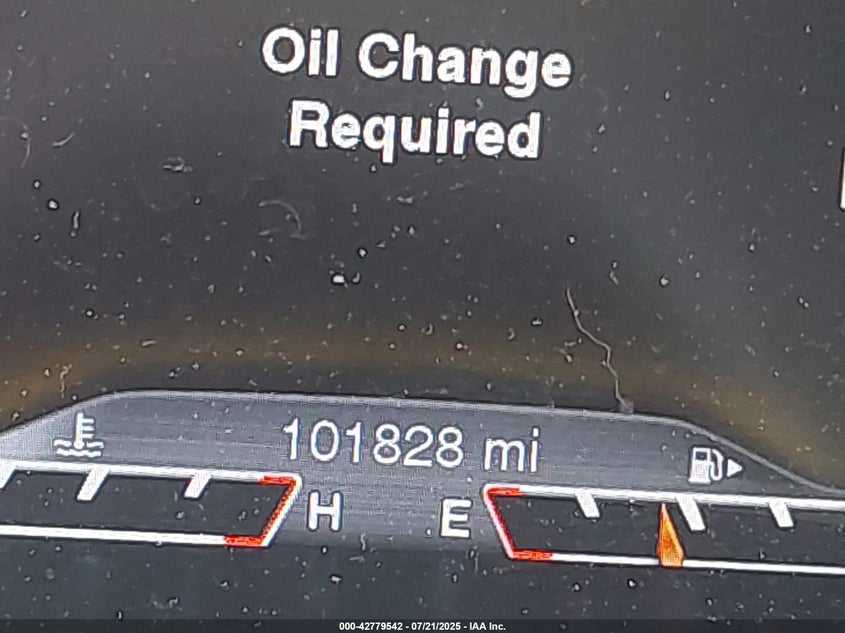 Oil Change
Required
101828 mi
H E
000-42779542 - 07/21/2025 - IAA Inc.